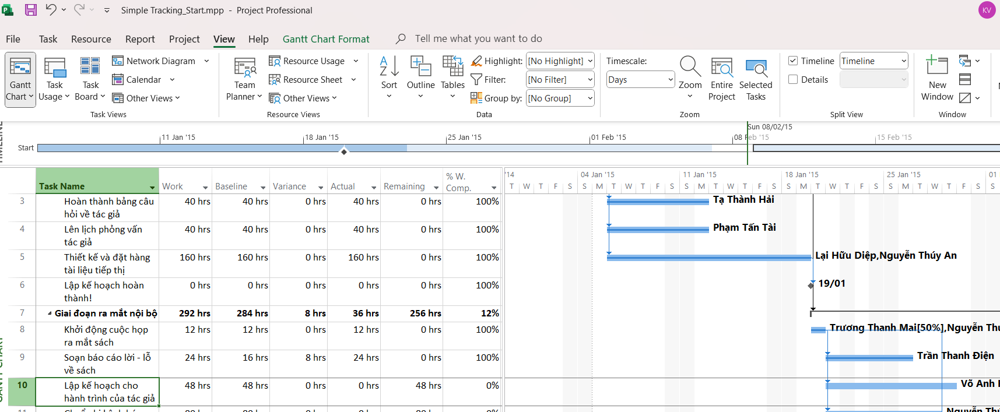 Simple Tracking_Start.mpp - Project Professional
KV
File Task Resource Report Project View Help Gantt Chart Format Tell me what you want to do
Gantt Chart
Task Usage
Task Board
Network Diagram
Calendar
Other Views
Task Views
Team Planner
Resource Usage
Resource Sheet
Other Views
Resource Views
Sort
Outline
Tables
Highlight: [No Highlight]
Filter: [No Filter]
Group by: [No Group]
Data
Timescale:
Days
Zoom
Entire Project
Selected Tasks
Zoom
Timeline Timeline
Details
Split View
New Window
Window
Sun 08/02/15
11 Jan '15 18 Jan '15 25 Jan '15 01 Feb '15 08 Feb '15 15 Feb '15
Start
Task Name Work Baseline Variance Actual Remaining % W. Comp.
'14 04 Jan '15 11 Jan '15 18 Jan '15 25 Jan '15 01
T W T F S S M T W T F S S M T W T F S S M T W T F S S M T W T F S S
3 Hoàn thành bảng câu hỏi về tác giả 40 hrs 40 hrs 0 hrs 40 hrs 0 hrs 100% Tạ Thành Hải
4 Lên lịch phỏng vấn tác giả 40 hrs 40 hrs 0 hrs 40 hrs 0 hrs 100% Phạm Tấn Tài
5 Thiết kế và đặt hàng tài liệu tiếp thị 160 hrs 160 hrs 0 hrs 160 hrs 0 hrs 100% Lại Hữu Diệp,Nguyễn Thúy An
6 Lập kế hoạch hoàn thành! 0 hrs 0 hrs 0 hrs 0 hrs 0 hrs 100% 19/01
7 Giai đoạn ra mắt nội bộ 292 hrs 284 hrs 8 hrs 36 hrs 256 hrs 12%
8 Khởi động cuộc họp ra mắt sách 12 hrs 12 hrs 0 hrs 12 hrs 0 hrs 100% Trương Thanh Mai[50%],Nguyễn
9 Soạn báo cáo lời - lỗ về sách 24 hrs 16 hrs 8 hrs 24 hrs 0 hrs 100% Trần Thanh Điện
10 Lập kế hoạch cho hành trình của tác giả 48 hrs 48 hrs 0 hrs 0 hrs 48 hrs 0% Võ Anh